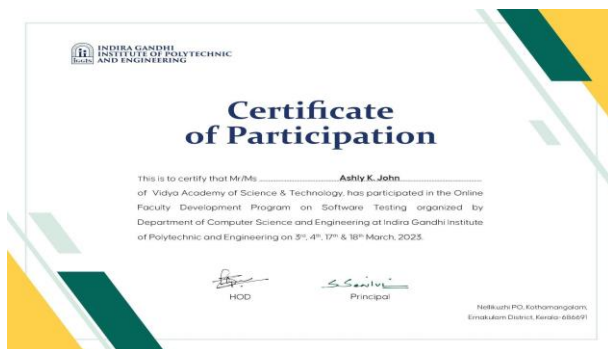 INDIRA GANDHI
INSTITUTE OF POLYTECHNIC
AND ENGINEERING
Certificate
of Participation
This is to certify that Mr/Ms Ashly K. John
of Vidya Academy of Science & Technology, has participated in the Online
Faculty Development Program on Software Testing organized by
Department of Computer Science and Engineering at Indira Gandhi Institute
of Polytechnic and Engineering on 3rd, 4th, 17th & 18th March, 2023.
HOD
Principal
Nellikuzhi PO, Kothamangalam,
Ernakulam District, Kerala-686691